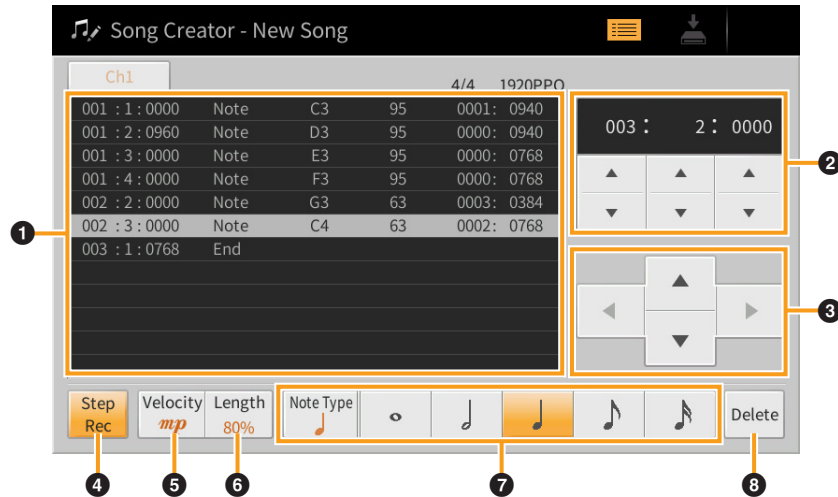 Song Creator - New Song
Ch1
4/4 1920PPQ
001 : 1 : 0000 Note C3 95 0001: 0940
001 : 2 : 0960 Note D3 95 0000: 0940
001 : 3 : 0000 Note E3 95 0000: 0768
001 : 4 : 0000 Note F3 95 0000: 0768
002 : 2 : 0000 Note G3 63 0003: 0384
002 : 3 : 0000 Note C4 63 0002: 0768
003 : 1 : 0768 End
003 : 2 : 0000
1
2
3
Step Rec
Velocity
mp
Length
80%
Note Type
Delete
4
5
6
7
8